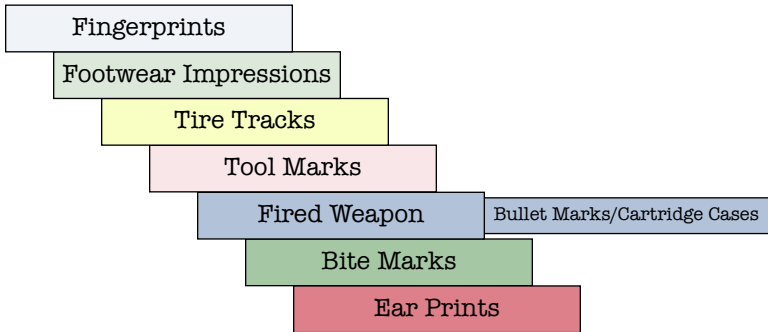 Fingerprints
Footwear Impressions
Tire Tracks
Tool Marks
Fired Weapon
Bullet Marks/Cartridge Cases
Bite Marks
Ear Prints